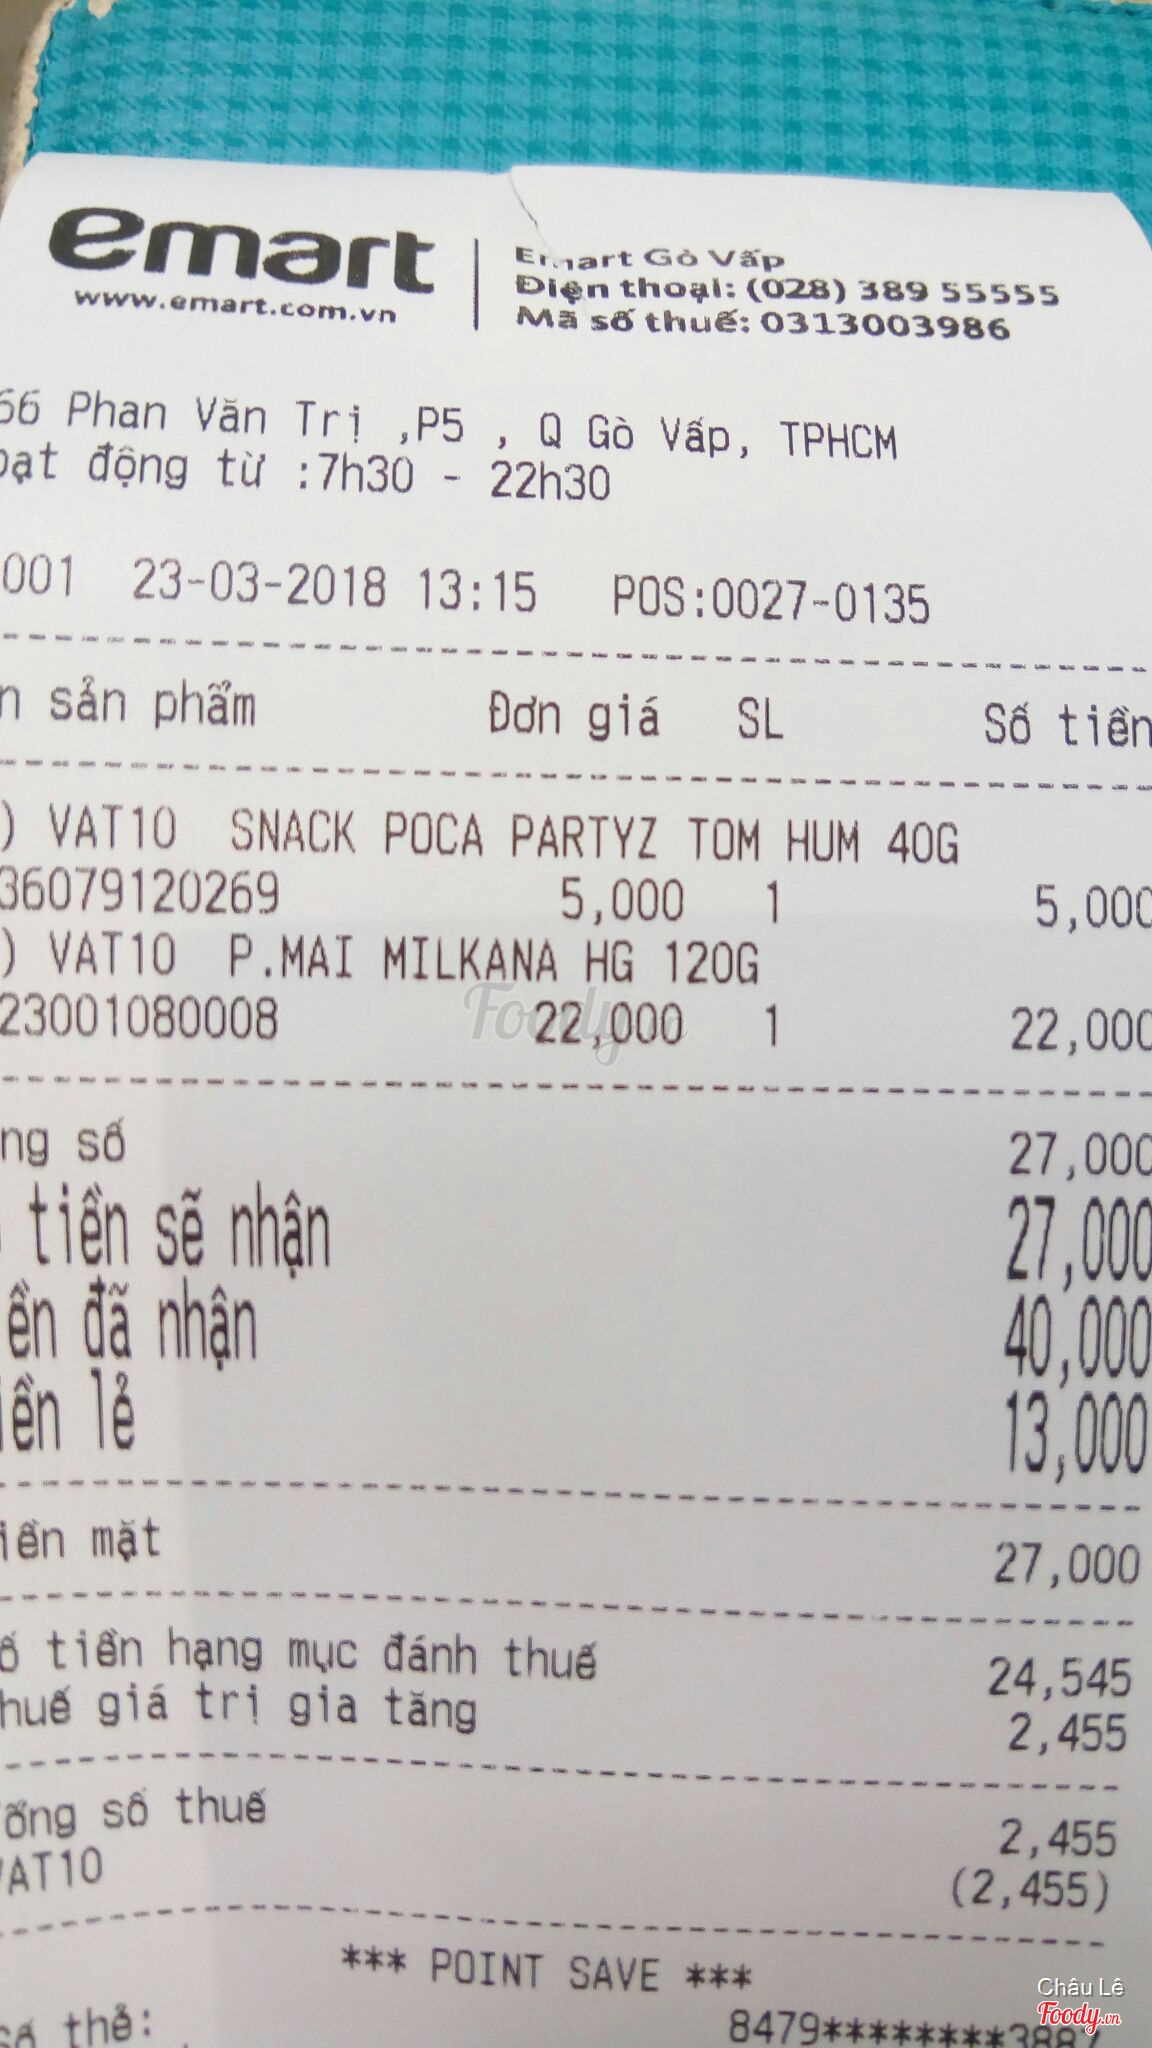 emart
www.emart.com.vn
Emart Gò Vấp
Điện thoại: (028) 389 55555
Mã số thuế: 0313003986
66 Phan Văn Trị ,P5 , Q Gò Vấp, TPHCM
oạt động từ :7h30 - 22h30
001 23-03-2018 13:15 POS:0027-0135
n sản phẩm Đơn giá SL Số tiền
) VAT10 SNACK POCA PARTYZ TOM HUM 40G
36079120269 5,000 1 5,000
) VAT10 P.MAI MILKANA HG 120G
23001080008 22,000 1 22,000
Foody.vn
ng số 27,000
tiền sẽ nhận 27,000
ền đã nhận 40,000
iền lẻ 13,000
iền mặt 27,000
ố tiền hạng mục đánh thuế 24,545
huế giá trị gia tăng 2,455
ổng số thuế 2,455
VAT10 (2,455)
*** POINT SAVE ***
số thẻ: 8479********3887
Châu Lê
Foody.vn